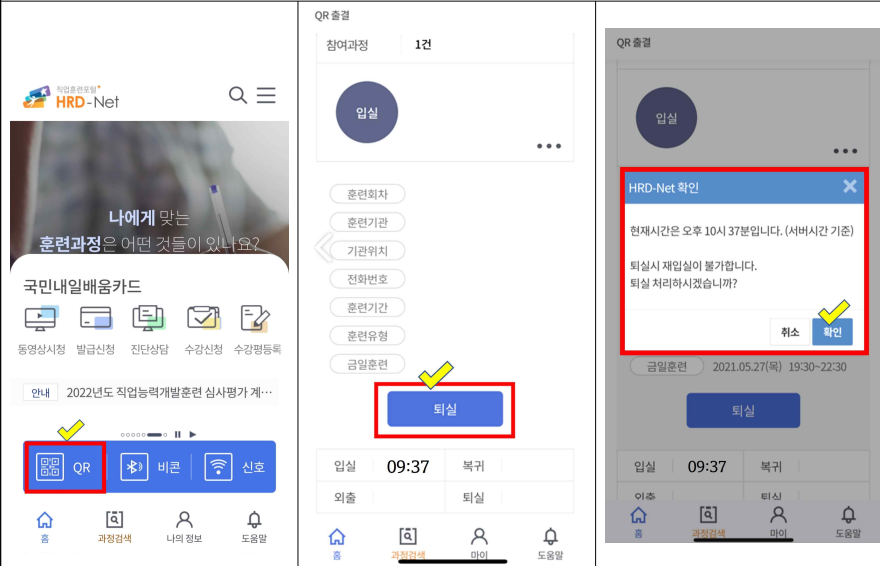 직업훈련포털
HRD-Net
나에게 맞는
훈련과정은 어떤 것들이 있나요?
국민내일배움카드
동영상시청 발급신청 진단상담 수강신청 수강평등록
안내 2022년도 직업능력개발훈련 심사평가 계…
QR 비콘 신호
홈 과정검색 나의 정보 도움말
QR 출결
참여과정 1건
입실
훈련회차
훈련기관
기관위치
전화번호
훈련기간
훈련유형
금일훈련
퇴실
입실 09:37 복귀
외출 퇴실
홈 과정검색 마이 도움말
QR 출결
입실
HRD-Net 확인
현재시간은 오후 10시 37분입니다. (서버시간 기준)
퇴실시 재입실이 불가합니다.
퇴실 처리하시겠습니까?
취소 확인
금일훈련 2021.05.27(목) 19:30~22:30
퇴실
입실 09:37 복귀
외출 퇴실
홈 과정검색 마이 도움말